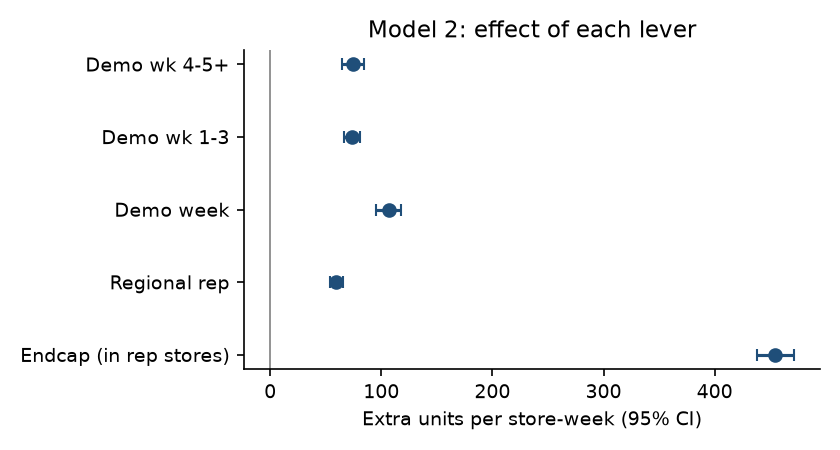 Model 2: effect of each lever
Demo wk 4-5+
Demo wk 1-3
Demo week
Regional rep
Endcap (in rep stores)
0 100 200 300 400
Extra units per store-week (95% CI)